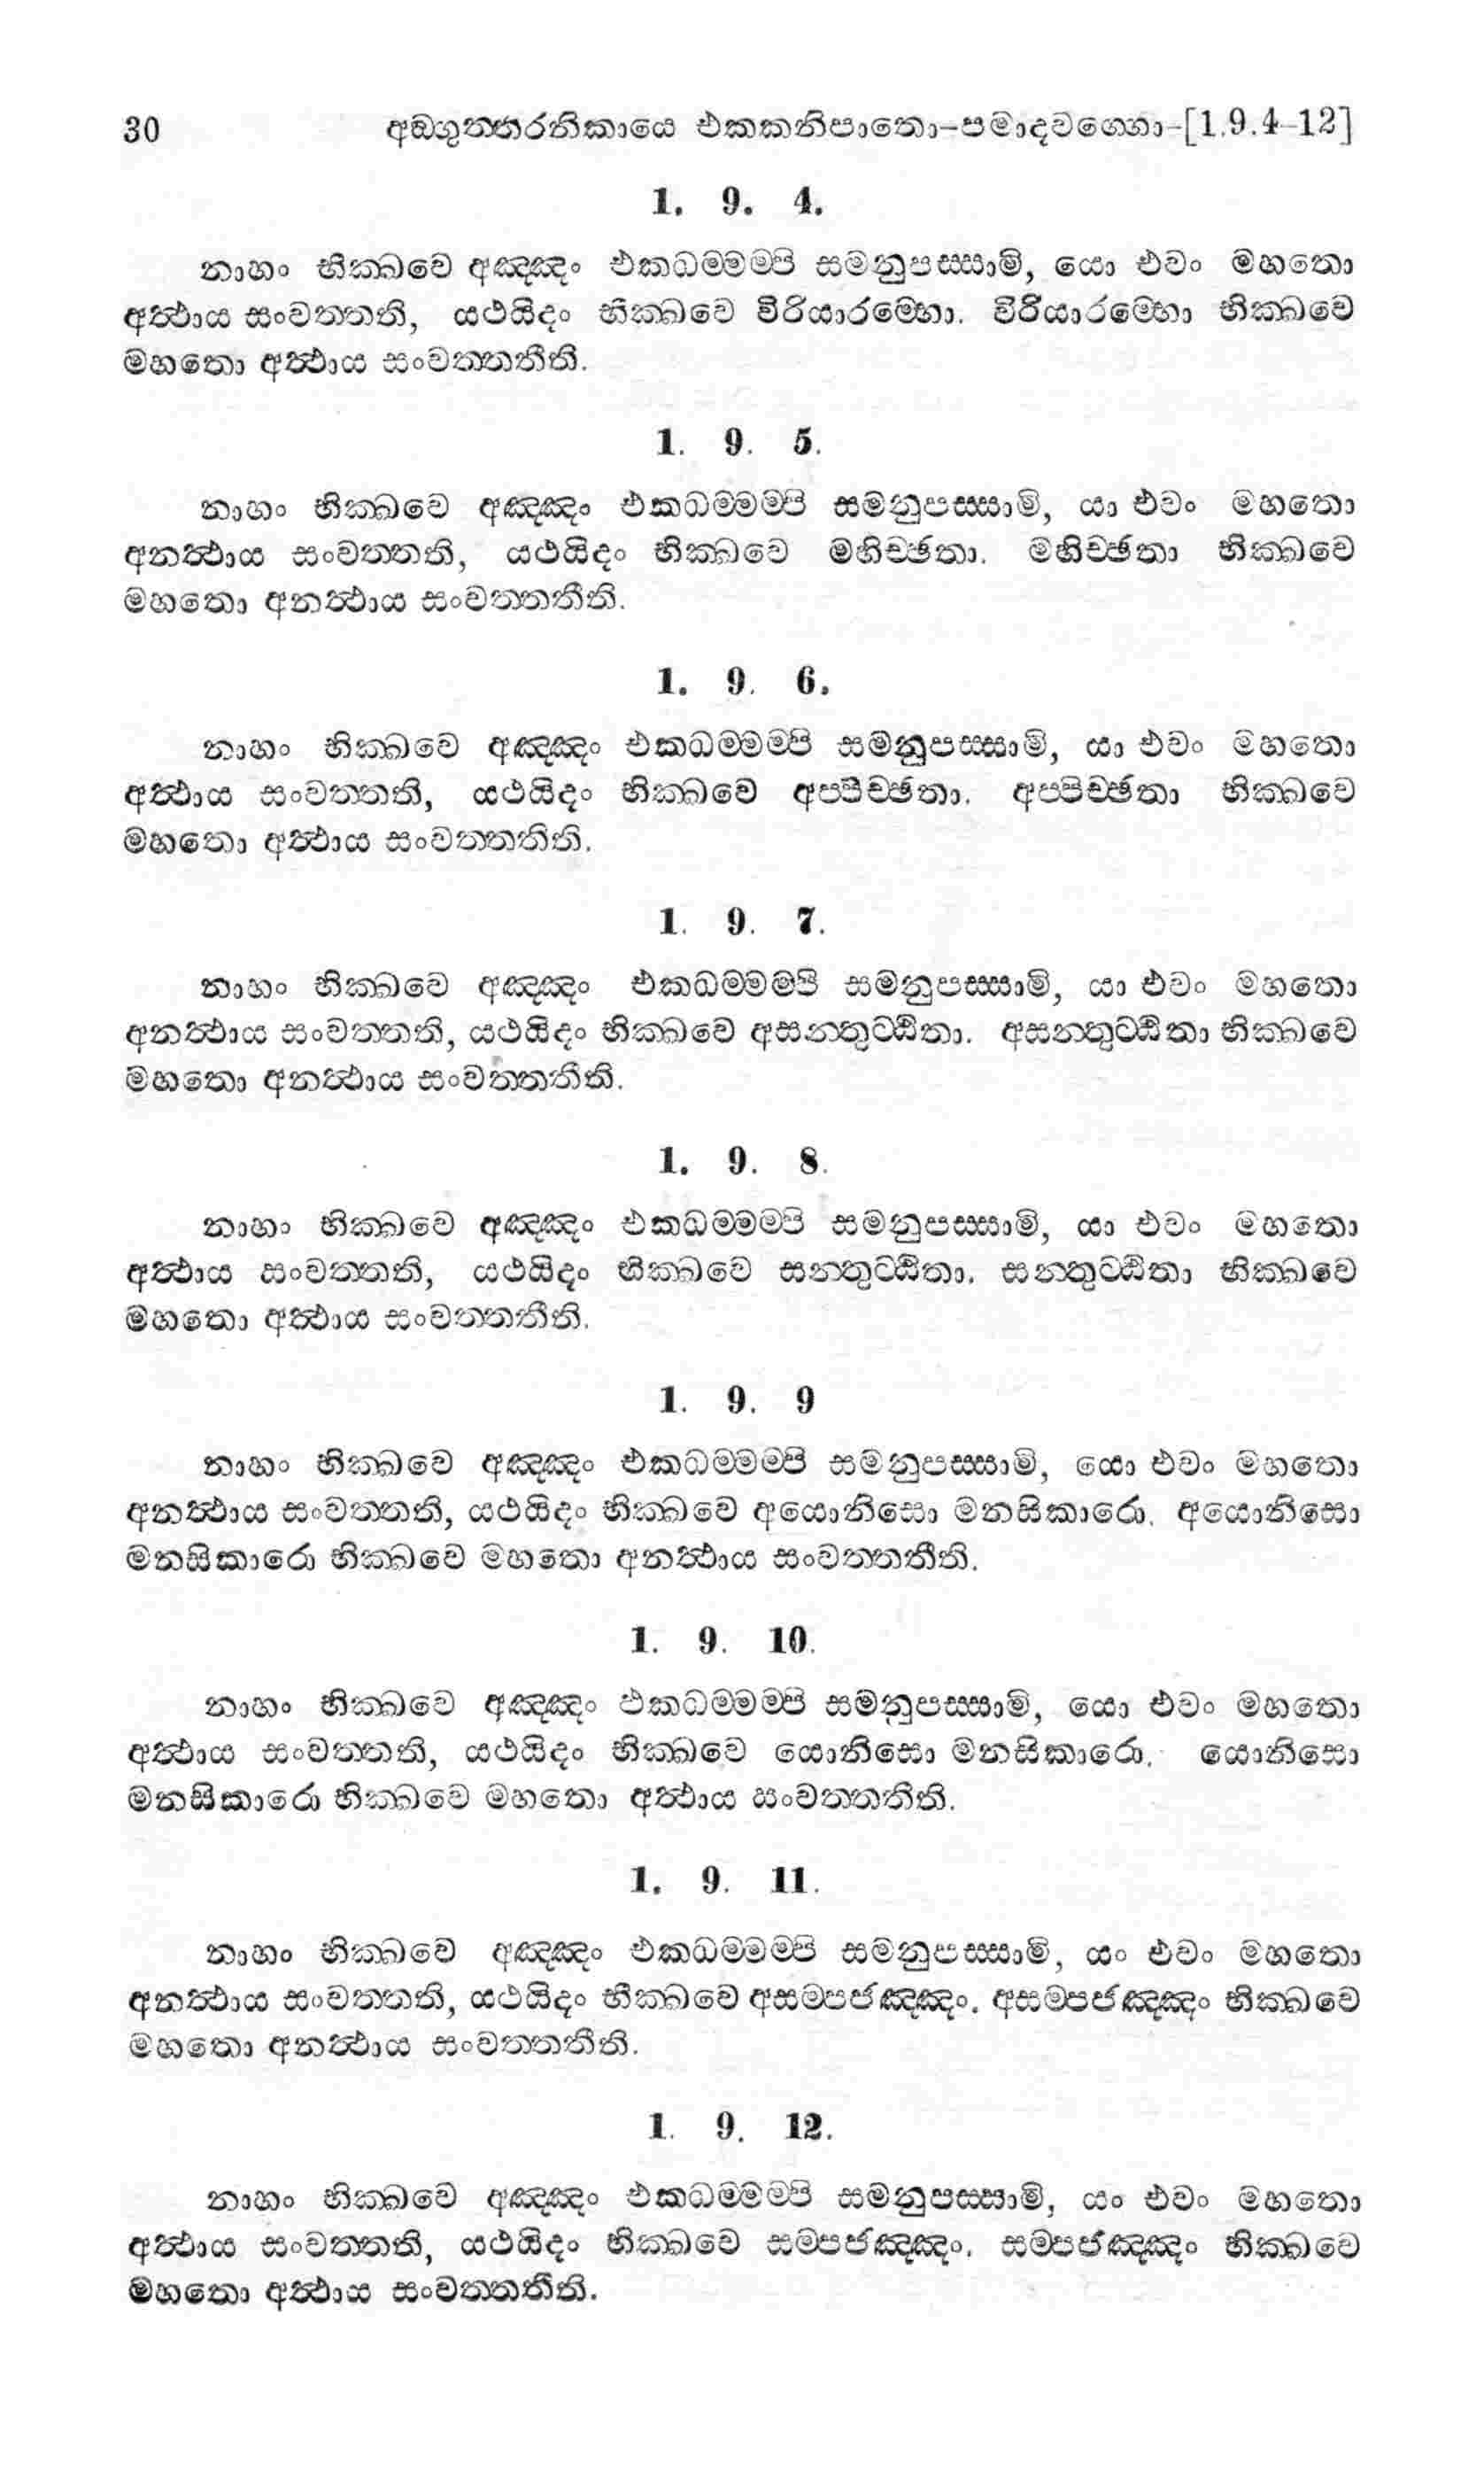 30 අඞගුත්තරනිකායෙ එකකනිපාතො-පමාදවග්ගො-[1.9.4-12]
1. 9. 4.
නාහං භික්ඛවෙ අඤ්ඤං එකධම්මම්පි සමනුපස්සාමි, යො එවං මහතො
අත්ථාය සංවත්තති, යථයිදං භික්ඛවෙ විරියාරම්භො. විරියාරම්භො භික්ඛවෙ
මහතො අත්ථාය සංවත්තතීති.
1. 9. 5.
නාහං භික්ඛවෙ අඤ්ඤං එකධම්මම්පි සමනුපස්සාමි, යා එවං මහතො
අනත්ථාය සංවත්තති, යථයිදං භික්ඛවෙ මහිච්ඡතා. මහිච්ඡතා භික්ඛවෙ
මහතො අනත්ථාය සංවත්තතීති.
1. 9. 6.
නාහං භික්ඛවෙ අඤ්ඤං එකධම්මම්පි සමනුපස්සාමි, යා එවං මහතො
අත්ථාය සංවත්තති, යථයිදං භික්ඛවෙ අප්පිච්ඡතා. අප්පිච්ඡතා භික්ඛවෙ
මහතො අත්ථාය සංවත්තතීති.
1. 9. 7.
නාහං භික්ඛවෙ අඤ්ඤං එකධම්මම්පි සමනුපස්සාමි, යා එවං මහතො
අනත්ථාය සංවත්තති, යථයිදං භික්ඛවෙ අසන්තුට්ඨිතා. අසන්තුට්ඨිතා භික්ඛවෙ
මහතො අනත්ථාය සංවත්තතීති.
1. 9. 8.
නාහං භික්ඛවෙ අඤ්ඤං එකධම්මම්පි සමනුපස්සාමි, යා එවං මහතො
අත්ථාය සංවත්තති, යථයිදං භික්ඛවෙ සන්තුට්ඨිතා. සන්තුට්ඨිතා භික්ඛවෙ
මහතො අත්ථාය සංවත්තතීති.
1. 9. 9
නාහං භික්ඛවෙ අඤ්ඤං එකධම්මම්පි සමනුපස්සාමි, යො එවං මහතො
අනත්ථාය සංවත්තති, යථයිදං භික්ඛවෙ අයොනිසො මනසිකාරො. අයොනිසො
මනසිකාරො භික්ඛවෙ මහතො අනත්ථාය සංවත්තතීති.
1. 9. 10.
නාහං භික්ඛවෙ අඤ්ඤං එකධම්මම්පි සමනුපස්සාමි, යො එවං මහතො
අත්ථාය සංවත්තති, යථයිදං භික්ඛවෙ යොනිසො මනසිකාරො. යොනිසො
මනසිකාරො භික්ඛවෙ මහතො අත්ථාය සංවත්තතීති.
1. 9. 11.
නාහං භික්ඛවෙ අඤ්ඤං එකධම්මම්පි සමනුපස්සාමි, යං එවං මහතො
අනත්ථාය සංවත්තති, යථයිදං භික්ඛවෙ අසම්පජඤ්ඤං. අසම්පජඤ්ඤං භික්ඛවෙ
මහතො අනත්ථාය සංවත්තතීති.
1. 9. 12.
නාහං භික්ඛවෙ අඤ්ඤං එකධම්මම්පි සමනුපස්සාමි, යං එවං මහතො
අත්ථාය සංවත්තති, යථයිදං භික්ඛවෙ සම්පජඤ්ඤං. සම්පජඤ්ඤං භික්ඛවෙ
මහතො අත්ථාය සංවත්තතීති.